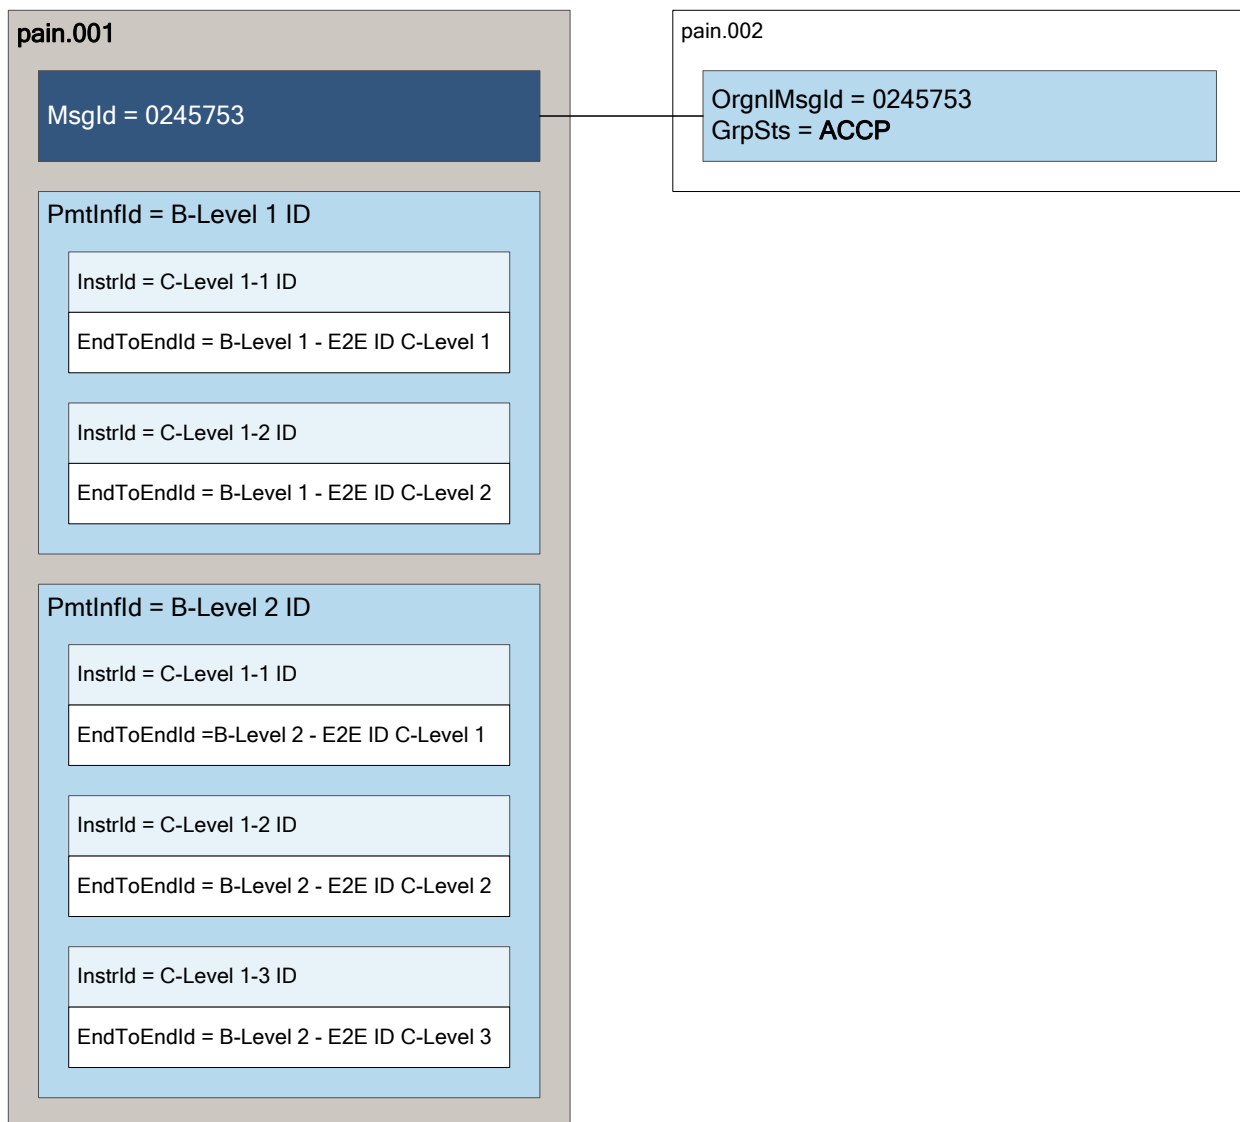 pain.001
MsgId = 0245753
PmtInfId = B-Level 1 ID
InstrId = C-Level 1-1 ID
EndToEndId = B-Level 1 - E2E ID C-Level 1
InstrId = C-Level 1-2 ID
EndToEndId = B-Level 1 - E2E ID C-Level 2
PmtInfId = B-Level 2 ID
InstrId = C-Level 1-1 ID
EndToEndId =B-Level 2 - E2E ID C-Level 1
InstrId = C-Level 1-2 ID
EndToEndId = B-Level 2 - E2E ID C-Level 2
InstrId = C-Level 1-3 ID
EndToEndId = B-Level 2 - E2E ID C-Level 3
pain.002
OrgnlMsgId = 0245753
GrpSts = ACCP